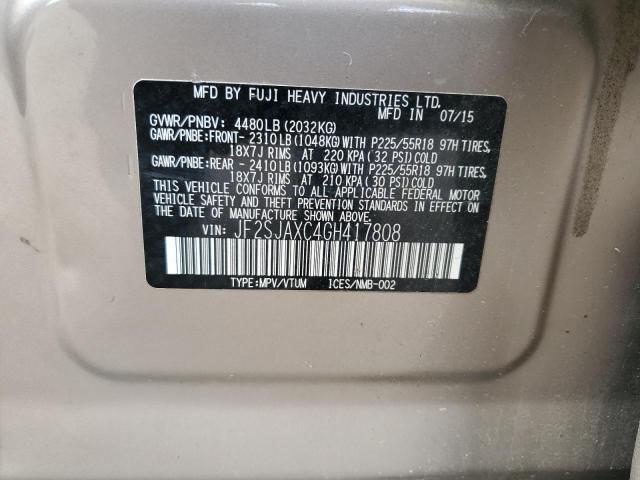 MFD BY FUJI HEAVY INDUSTRIES LTD.
MFD IN 07/15
GVWR/PNBV: 4480LB(2032KG)
GAWR/PNBE:FRONT-2310LB(1048KG) WITH P225/55R18 97H TIRES,
18X7J RIMS AT 220 KPA(32 PSI)COLD
GAWR/PNBE:REAR -2410LB(1093KG) WITH P225/55R18 97H TIRES,
18X7J RIMS AT 210 KPA(30 PSI)COLD
THIS VEHICLE CONFORMS TO ALL APPLICABLE FEDERAL MOTOR
VEHICLE SAFETY AND THEFT PREVENTION STANDARDS IN EFFECT ON
THE DATE OF MANUFACTURE SHOWN ABOVE.
VIN: JF2SJAXC4GH417808
TYPE:MPV/VTUM ICES/NMB-002